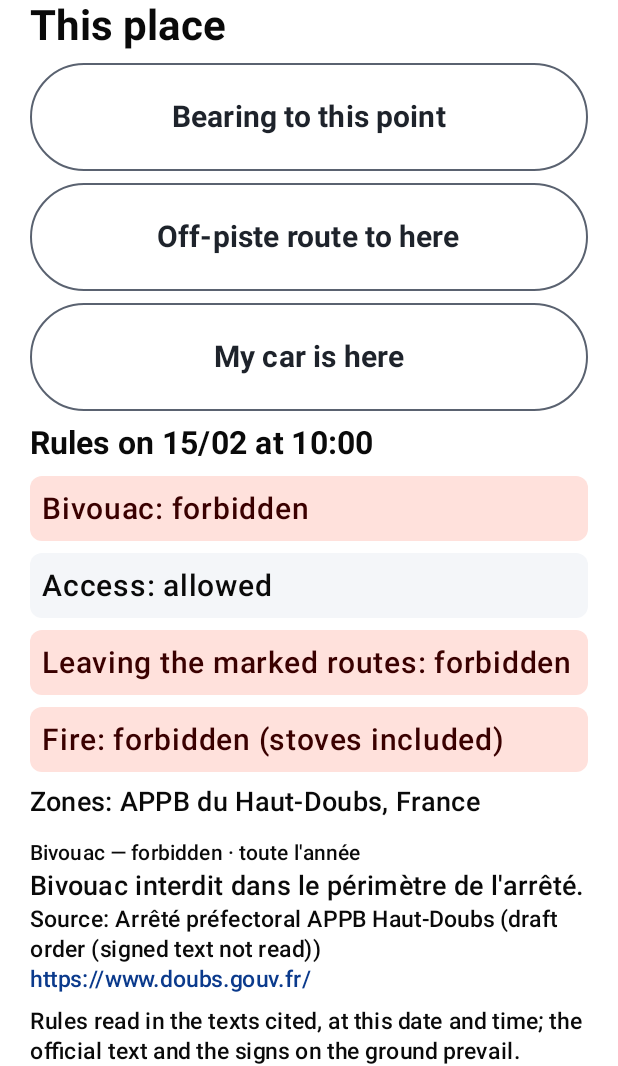 This place
Bearing to this point
Off-piste route to here
My car is here
Rules on 15/02 at 10:00
Bivouac: forbidden
Access: allowed
Leaving the marked routes: forbidden
Fire: forbidden (stoves included)
Zones: APPB du Haut-Doubs, France
Bivouac — forbidden · toute l'année
Bivouac interdit dans le périmètre de l'arrêté.
Source: Arrêté préfectoral APPB Haut-Doubs (draft
order (signed text not read))
https://www.doubs.gouv.fr/
Rules read in the texts cited, at this date and time; the
official text and the signs on the ground prevail.